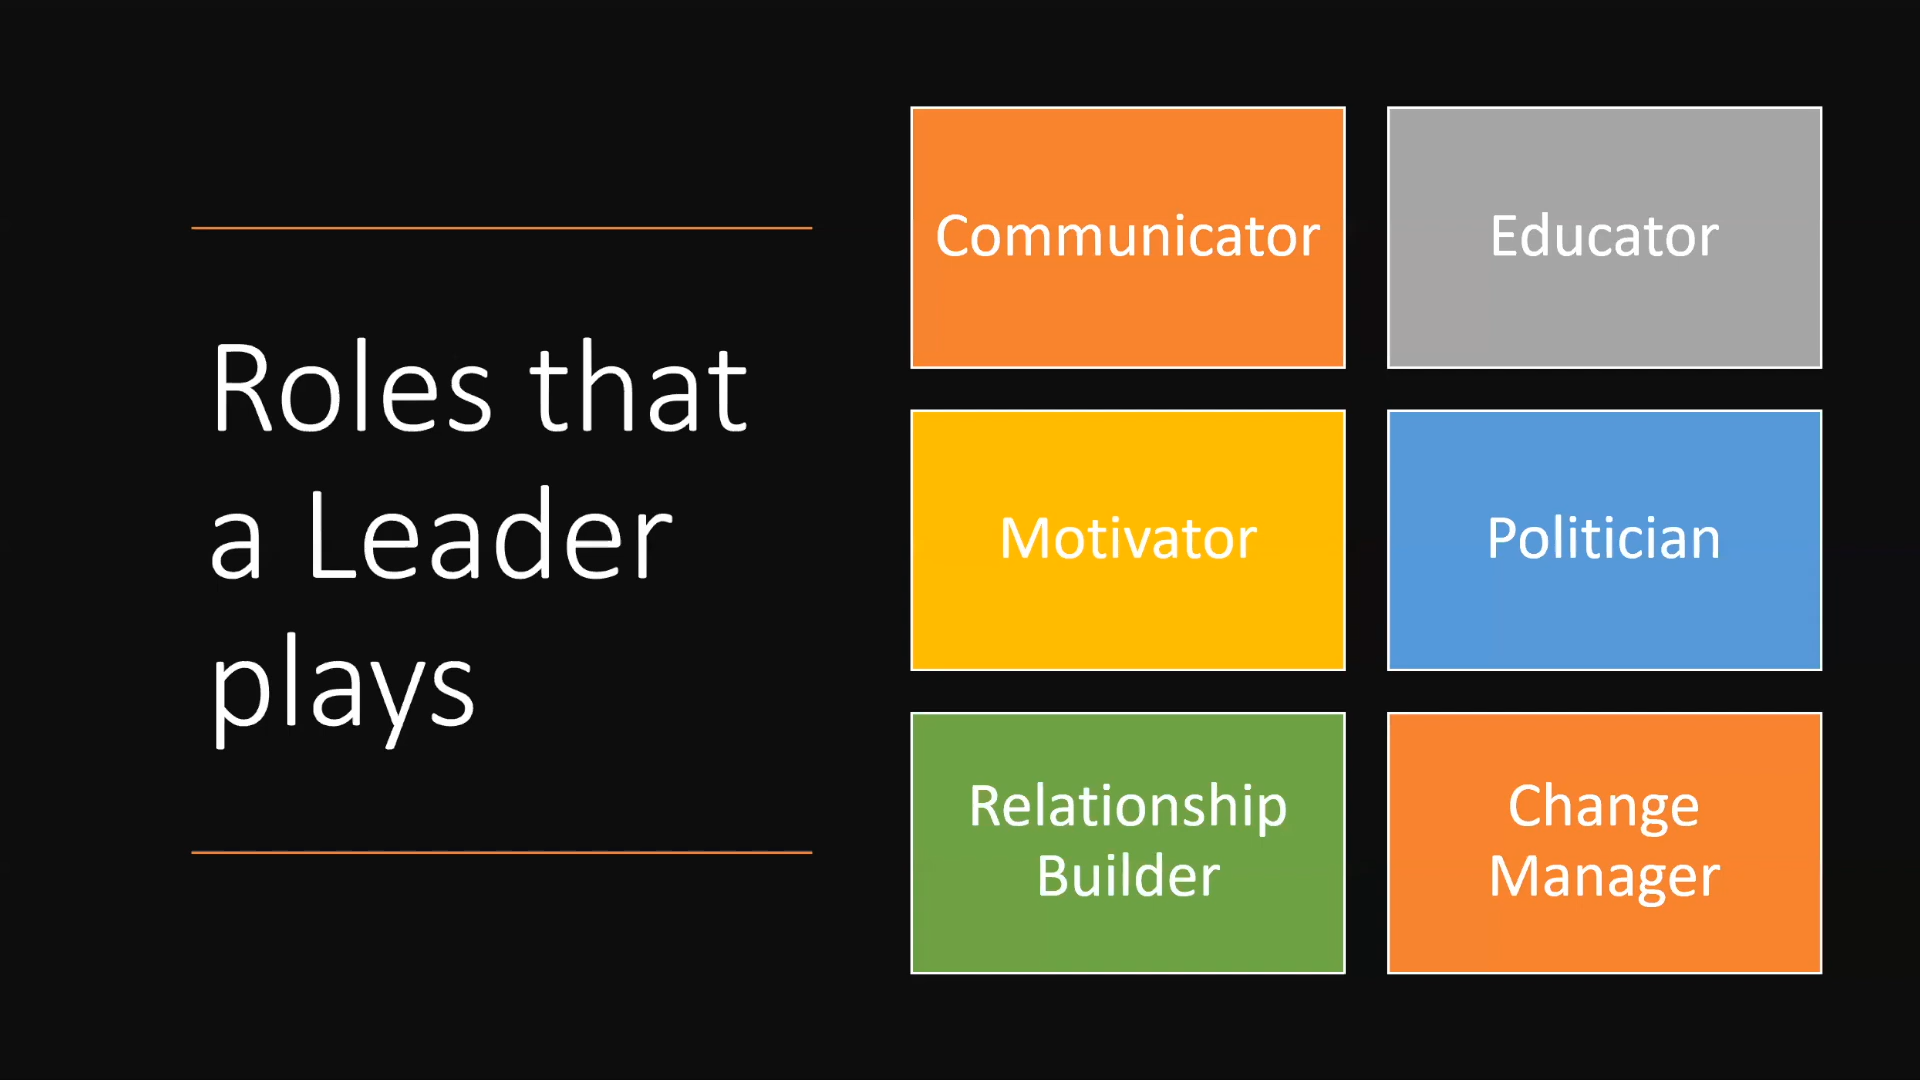 Roles that
a Leader
plays
Communicator
Educator
Motivator
Politician
Relationship
Builder
Change
Manager